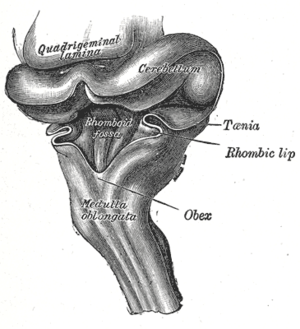 Quadrigeminal
lamina
Cerebellum
Rhomboid
fossa
Tænia
Rhombic lip
Obex
Medulla
oblongata